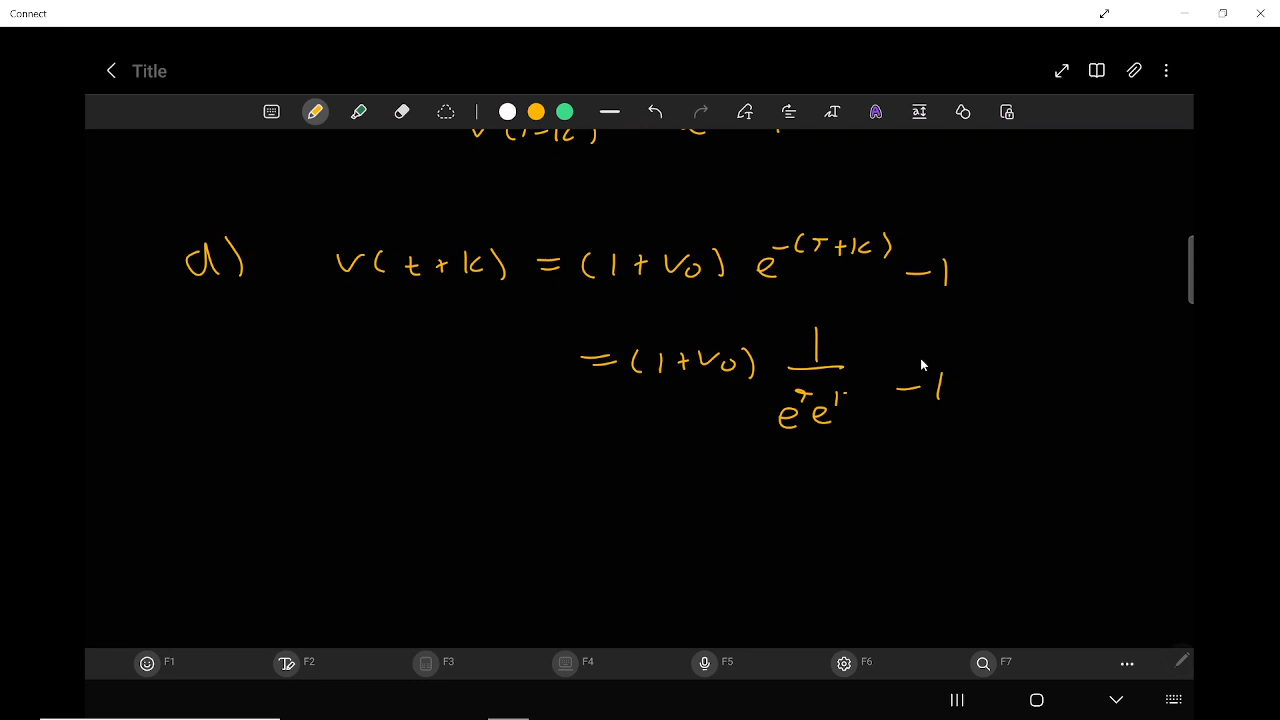 Connect
Title
d) v(t+k) = (1+v0) e^-(T+k) -1
= (1+v0) 1/(e^T e^k) -1
F1 F2 F3 F4 F5 F6 F7